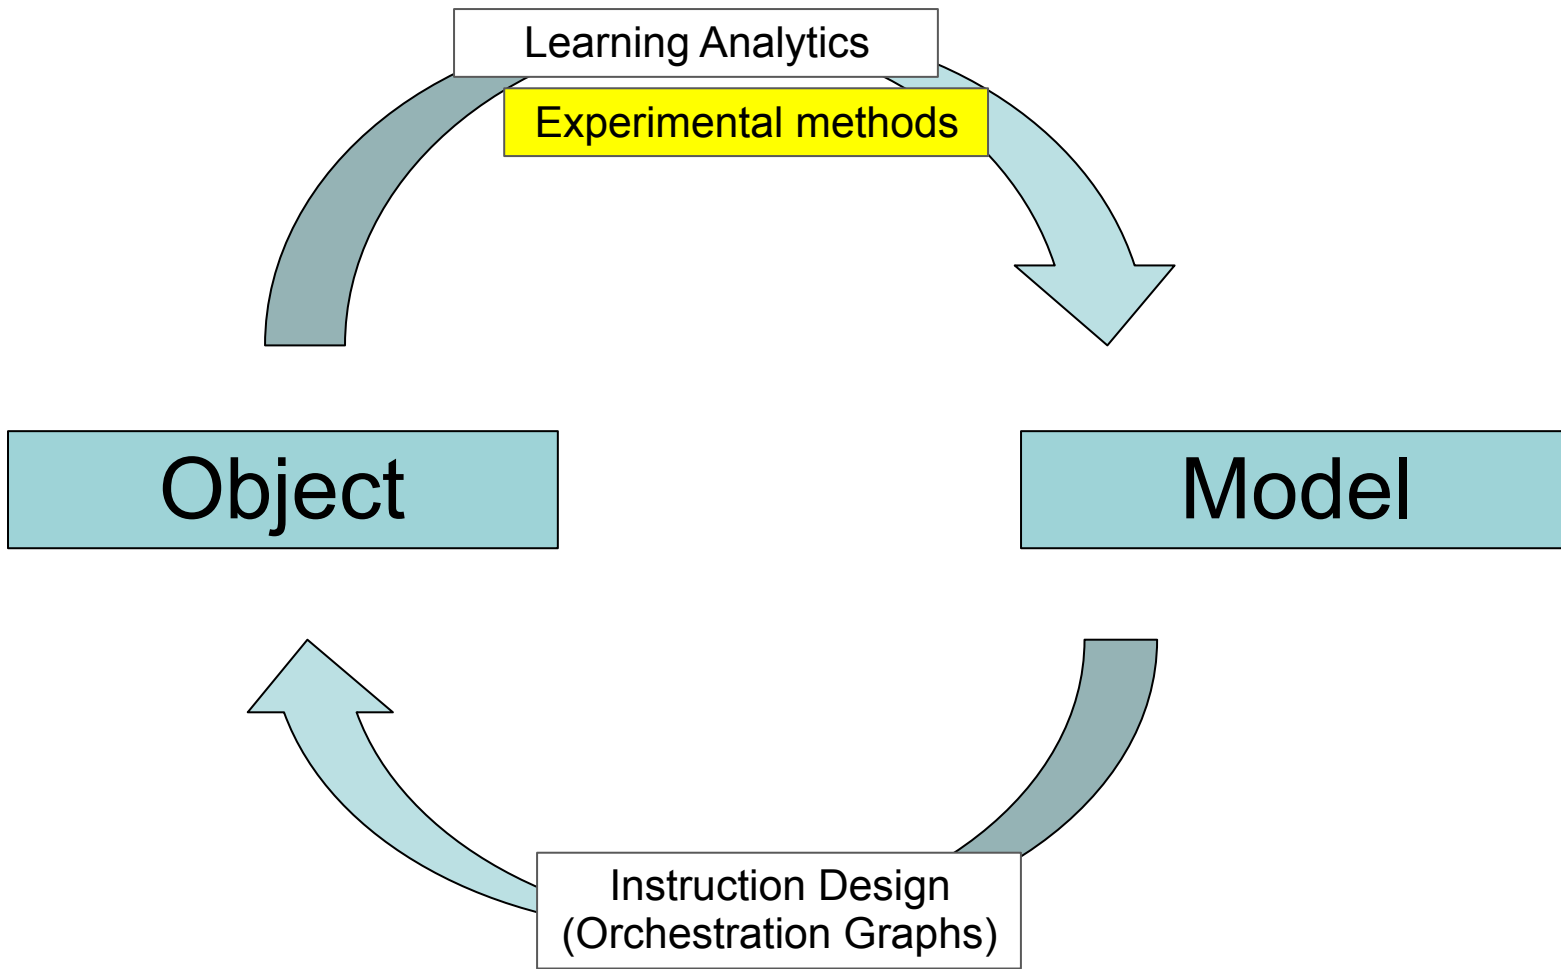 Learning Analytics
Experimental methods
Object
Model
Instruction Design
(Orchestration Graphs)